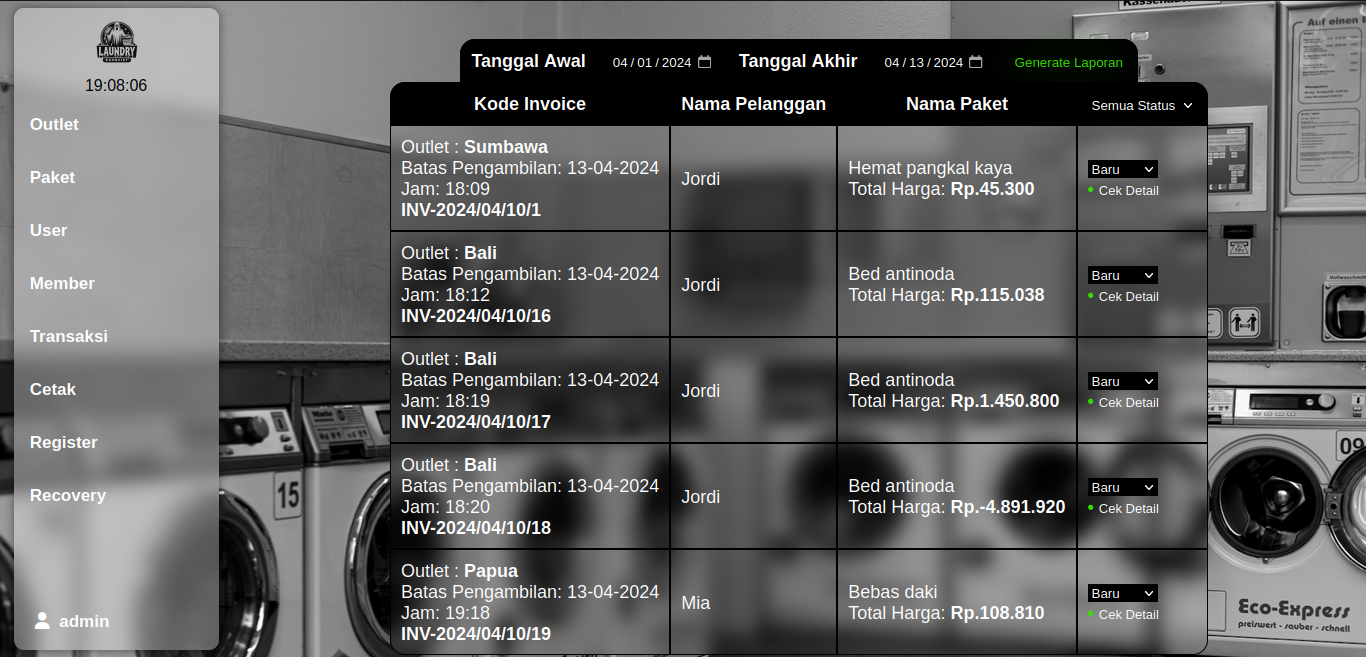 LAUNDRY
19:08:06
Outlet
Paket
User
Member
Transaksi
Cetak
Register
Recovery
admin
Tanggal Awal 04/01/2024 Tanggal Akhir 04/13/2024 Generate Laporan
Kode Invoice Nama Pelanggan Nama Paket Semua Status
Outlet : Sumbawa
Batas Pengambilan: 13-04-2024
Jam: 18:09
INV-2024/04/10/1
Jordi
Hemat pangkal kaya
Total Harga: Rp.45.300
Baru
Cek Detail
Outlet : Bali
Batas Pengambilan: 13-04-2024
Jam: 18:12
INV-2024/04/10/16
Jordi
Bed antinoda
Total Harga: Rp.115.038
Baru
Cek Detail
Outlet : Bali
Batas Pengambilan: 13-04-2024
Jam: 18:19
INV-2024/04/10/17
Jordi
Bed antinoda
Total Harga: Rp.1.450.800
Baru
Cek Detail
Outlet : Bali
Batas Pengambilan: 13-04-2024
Jam: 18:20
INV-2024/04/10/18
Jordi
Bed antinoda
Total Harga: Rp.-4.891.920
Baru
Cek Detail
Outlet : Papua
Batas Pengambilan: 13-04-2024
Jam: 19:18
INV-2024/04/10/19
Mia
Bebas daki
Total Harga: Rp.108.810
Baru
Cek Detail
Kassenautomat
Auf einen
15
09
Eco-Express
preiswert - sauber - schnell